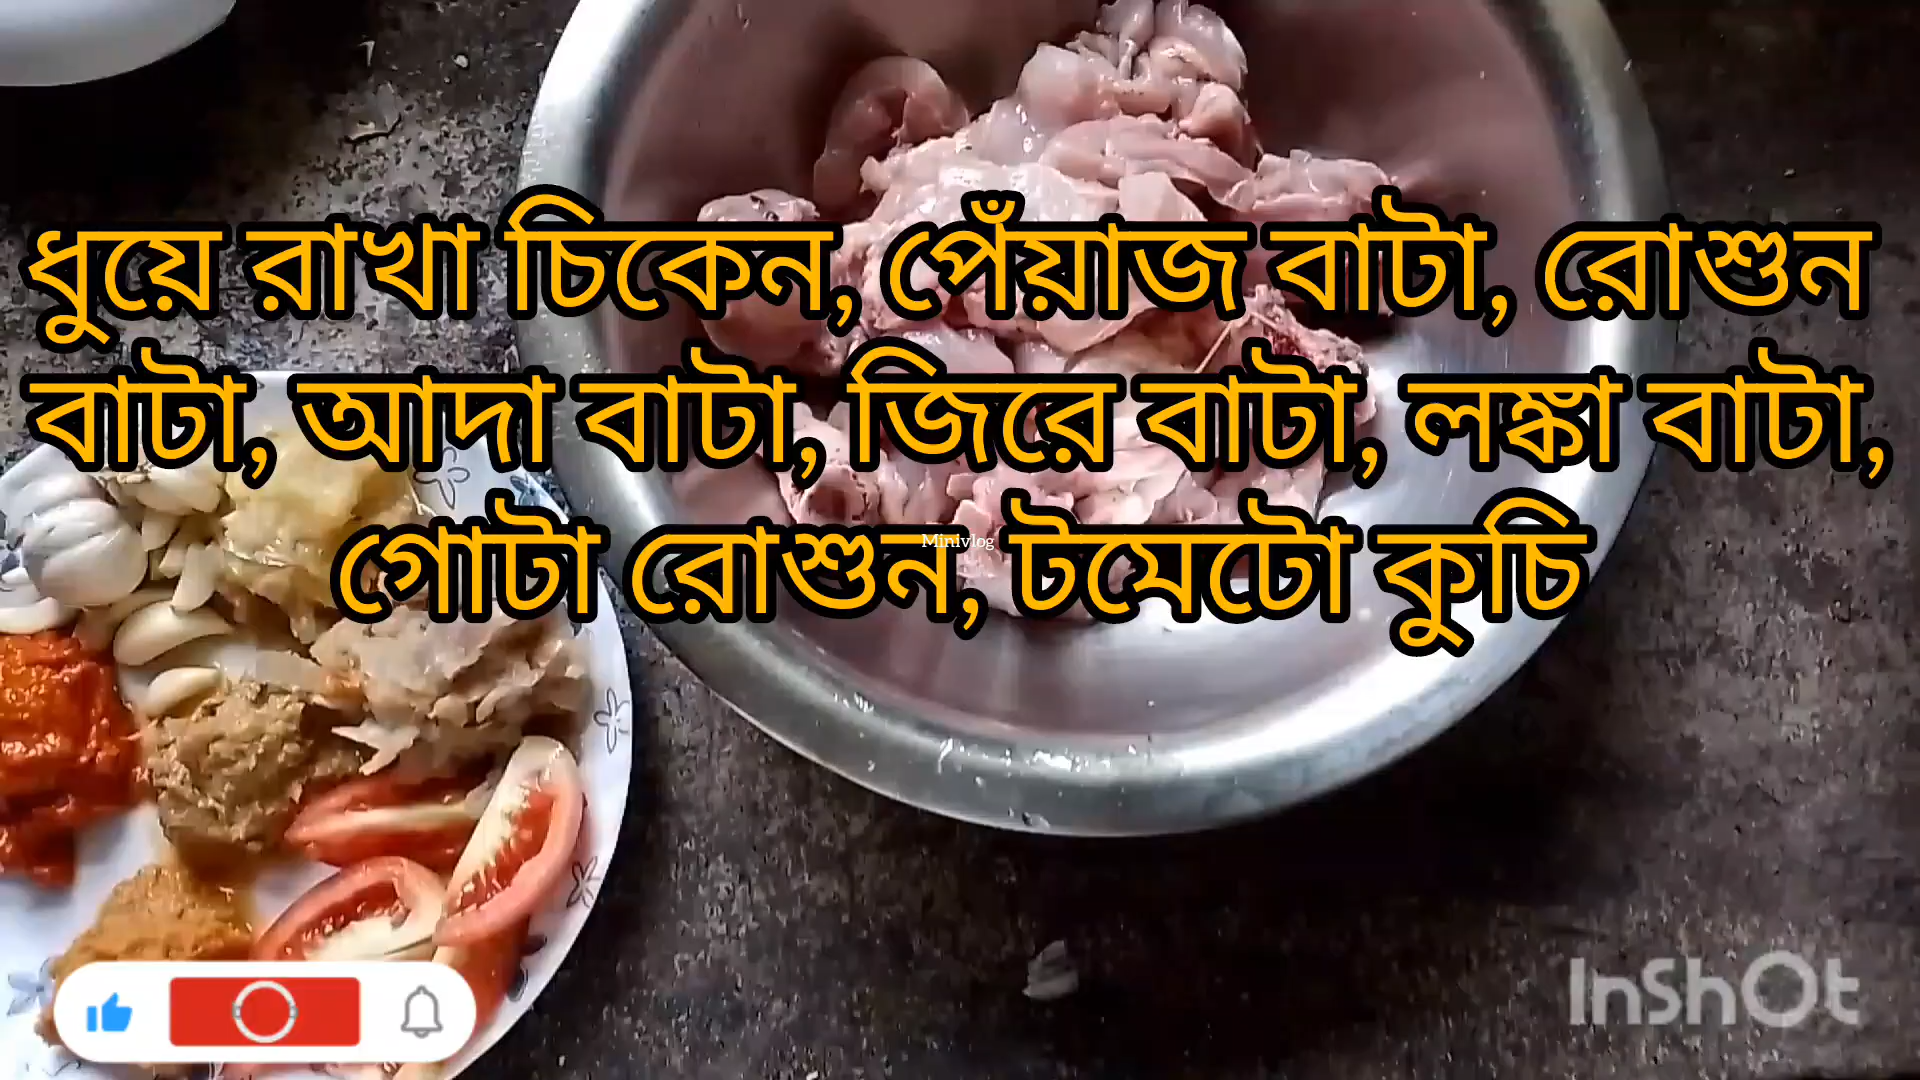 ধুয়ে রাখা চিকেন, পেঁয়াজ বাটা, রোশুন
বাটা, আদা বাটা, জিরে বাটা, লঙ্কা বাটা,
গোটা রোশুন, টমেটো কুচি
Minivlog
InShOt